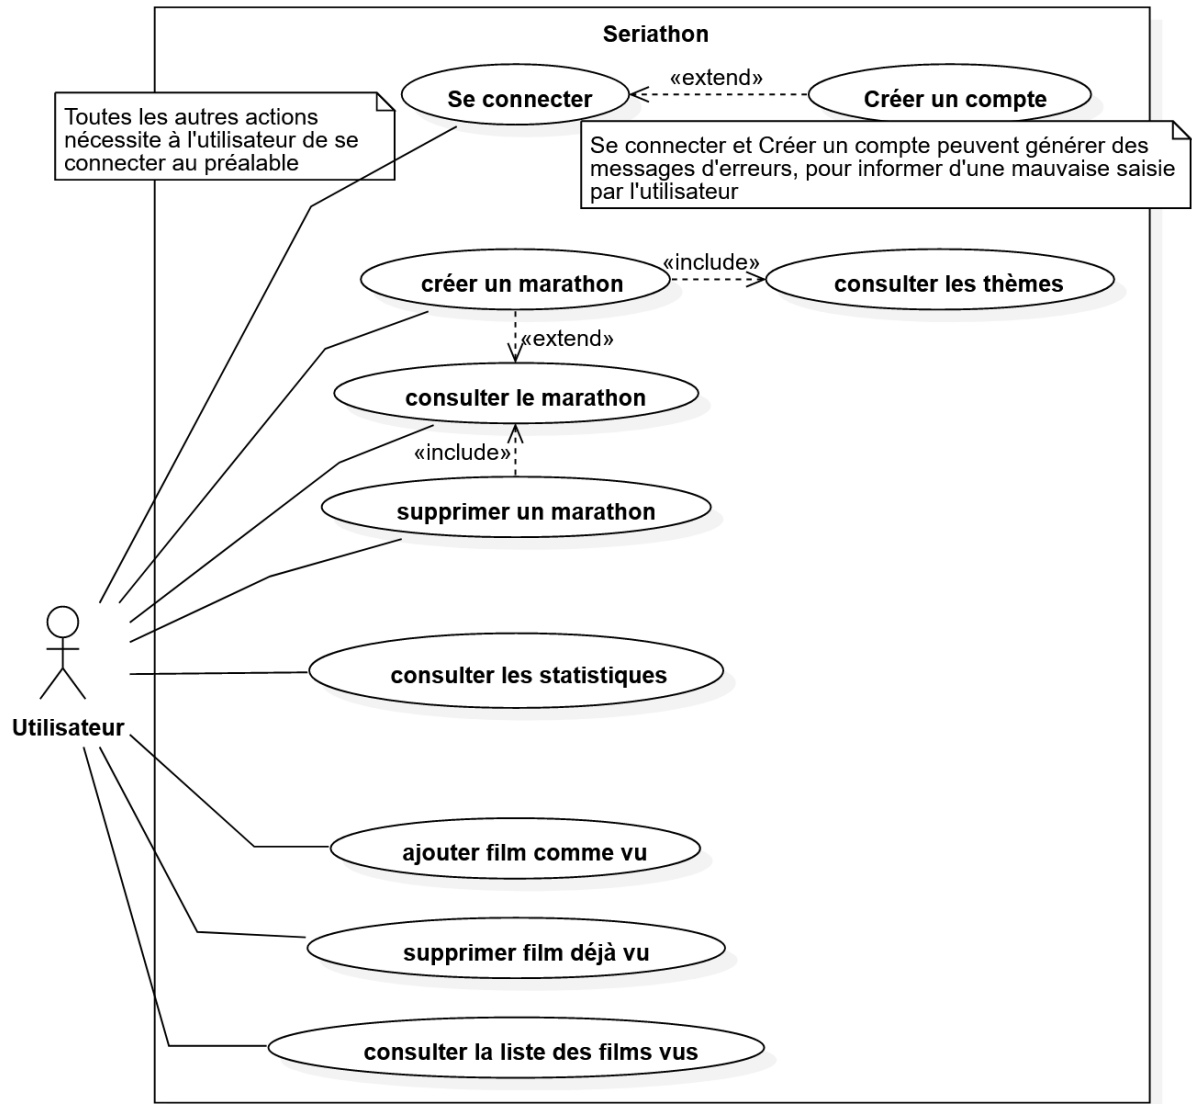 Seriathon
Se connecter
«extend»
Créer un compte
Toutes les autres actions
nécessite à l'utilisateur de se
connecter au préalable
Se connecter et Créer un compte peuvent générer des
messages d'erreurs, pour informer d'une mauvaise saisie
par l'utilisateur
créer un marathon
«include»
consulter les thèmes
«extend»
consulter le marathon
«include»
supprimer un marathon
consulter les statistiques
Utilisateur
ajouter film comme vu
supprimer film déjà vu
consulter la liste des films vus